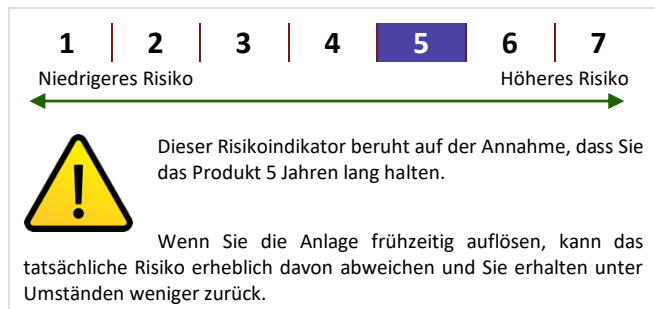 1 2 3 4 5 6 7
Niedrigeres Risiko Höheres Risiko
Dieser Risikoindikator beruht auf der Annahme, dass Sie
das Produkt 5 Jahren lang halten.
Wenn Sie die Anlage frühzeitig auflösen, kann das
tatsächliche Risiko erheblich davon abweichen und Sie erhalten unter
Umständen weniger zurück.